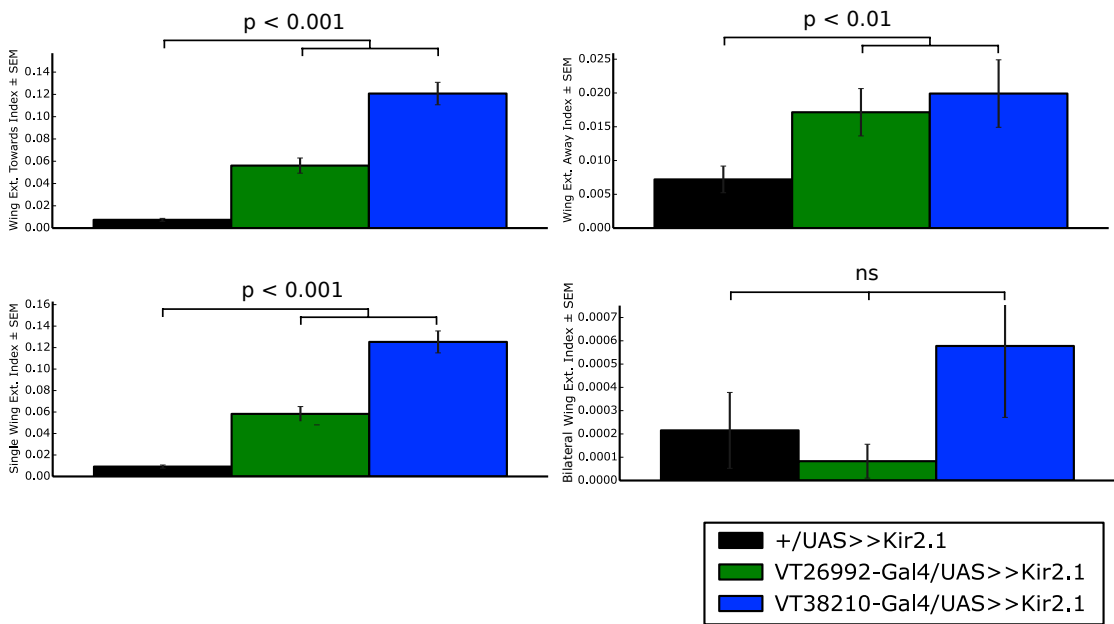 p < 0.001
Wing Ext. Towards Index ± SEM
0.14
0.12
0.10
0.08
0.06
0.04
0.02
0.00
p < 0.01
Wing Ext. Away Index ± SEM
0.025
0.020
0.015
0.010
0.005
0.000
p < 0.001
Single Wing Ext. Index ± SEM
0.16
0.14
0.12
0.10
0.08
0.06
0.04
0.02
0.00
ns
Bilateral Wing Ext. Index ± SEM
0.0007
0.0006
0.0005
0.0004
0.0003
0.0002
0.0001
0.0000
+/UAS>>Kir2.1
VT26992-Gal4/UAS>>Kir2.1
VT38210-Gal4/UAS>>Kir2.1